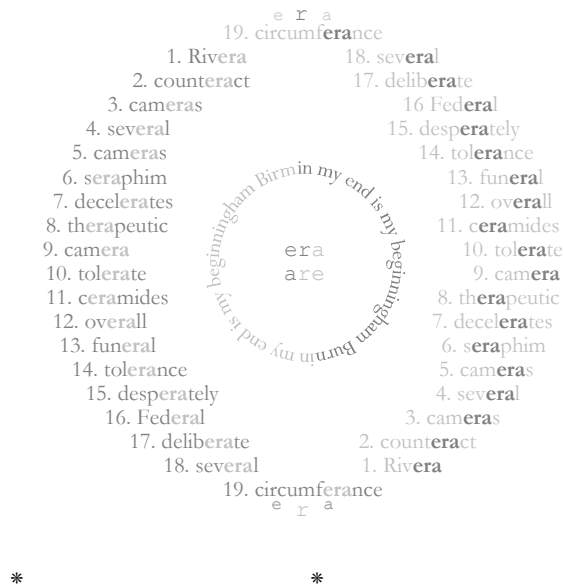 e r a
19. circumferance
1. Rivera 18. several
2. counteract 17. deliberate
3. cameras 16 Federal
4. several 15. desperately
5. cameras 14. tolerance
6. seraphim 13. funeral
7. decelerates 12. overall
8. therapeutic 11. ceramides
9. camera 10. tolerate
10. tolerate 9. camera
11. ceramides 8. therapeutic
12. overall 7. decelerates
13. funeral 6. seraphim
14. tolerance 5. cameras
15. desperately 4. several
16. Federal 3. cameras
17. deliberate 2. counteract
18. several 1. Rivera
19. circumferance
e r a
Birmin my end is my beginningham Burnin my end is my beginningham
era
are
* *